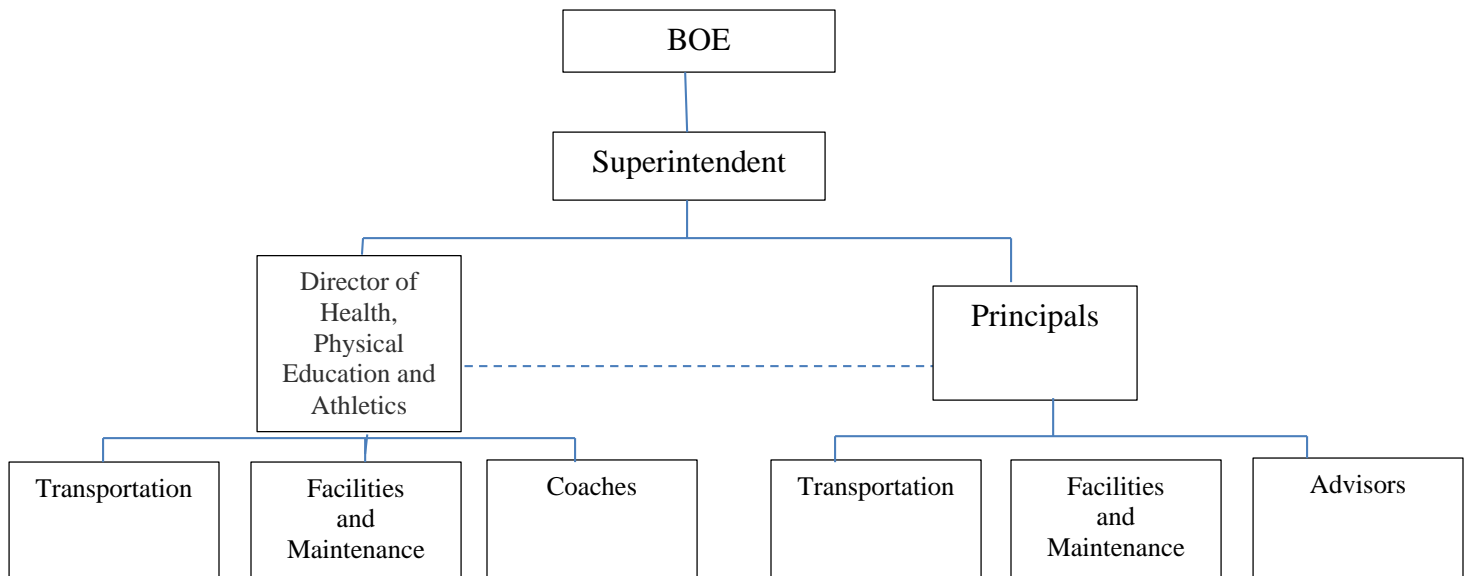 BOE
Superintendent
Director of
Health,
Physical
Education and
Athletics
Principals
Transportation
Facilities
and
Maintenance
Coaches
Transportation
Facilities
and
Maintenance
Advisors